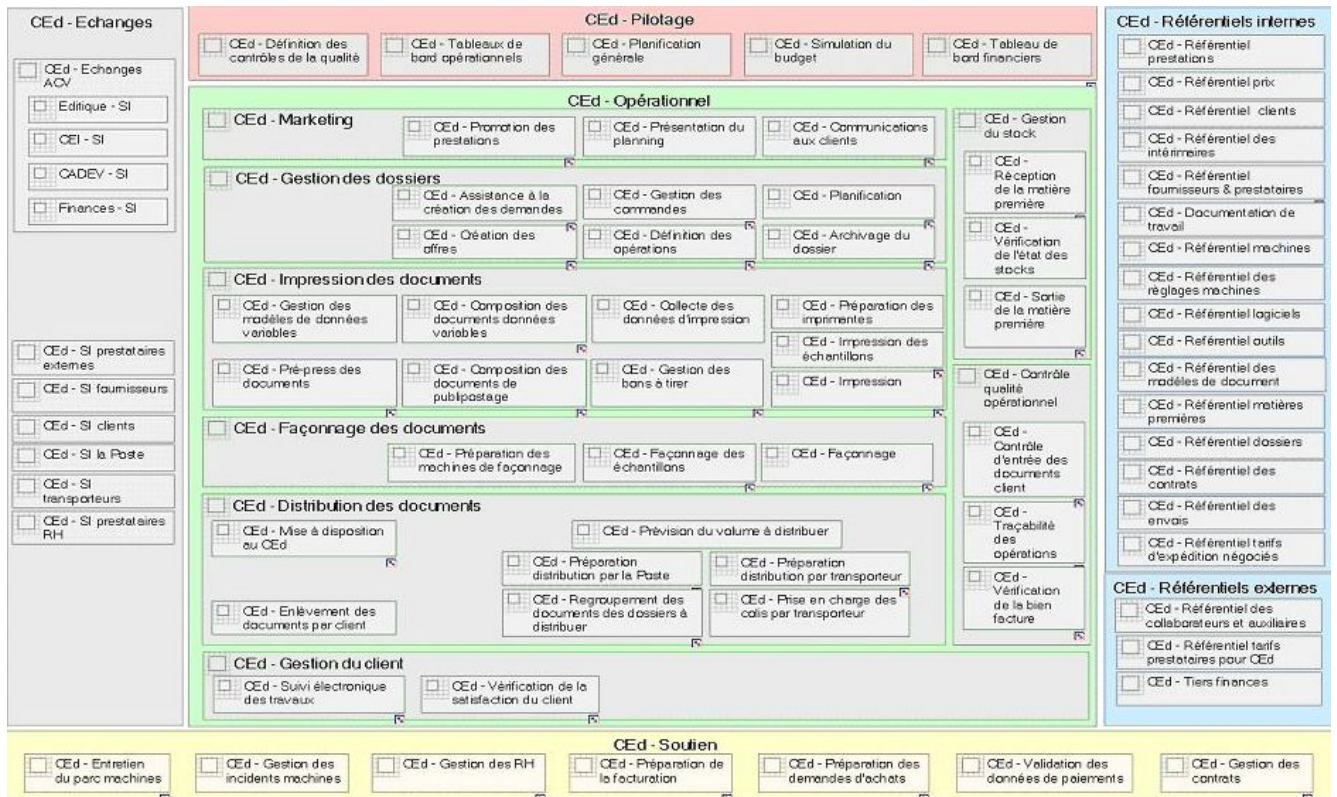 CEd - Echanges
CEd - Echanges
ACV
Editique - SI
CEI - SI
CADEV - SI
Finances - SI
CEd - SI prestataires
externes
CEd - SI fournisseurs
CEd - SI clients
CEd - SI la Poste
CEd - SI
transporteurs
CEd - SI prestataires
RH
CEd - Pilotage
CEd - Définition des
contrôles de la qualité
CEd - Tableaux de
bord opérationnels
CEd - Planification
générale
CEd - Simulation du
budget
CEd - Tableau de
bord financiers
CEd - Opérationnel
CEd - Marketing
CEd - Promotion des
prestations
CEd - Présentation du
planning
CEd - Communications
aux clients
CEd - Gestion des dossiers
CEd - Assistance à la
création des demandes
CEd - Gestion des
commandes
CEd - Planification
CEd - Création des
offres
CEd - Définition des
opérations
CEd - Archivage du
dossier
CEd - Impression des documents
CEd - Gestion des
modèles de données
variables
CEd - Composition des
documents données
variables
CEd - Collecte des
données d'impression
CEd - Préparation des
imprimantes
CEd - Impression des
échantillons
CEd - Pré-press des
documents
CEd - Composition des
documents de
publipostage
CEd - Gestion des
bons à tirer
CEd - Impression
CEd - Façonnage des documents
CEd - Préparation des
machines de façonnage
CEd - Façonnage des
échantillons
CEd - Façonnage
CEd - Distribution des documents
CEd - Mise à disposition
au CEd
CEd - Prévision du volume à distribuer
CEd - Préparation
distribution par la Poste
CEd - Préparation
distribution par transporteur
CEd - Enlèvement des
documents par client
CEd - Regroupement des
documents des dossiers à
distribuer
CEd - Prise en charge des
colis par transporteur
CEd - Gestion du client
CEd - Suivi électronique
des travaux
CEd - Vérification de la
satisfaction du client
CEd - Gestion
du stock
CEd -
Réception
de la matière
première
CEd -
Vérification
de l'état des
stocks
CEd - Sortie
de la matière
première
CEd - Contrôle
qualité
opérationnel
CEd -
Contrôle
d'entrée des
documents
client
CEd -
Traçabilité
des
opérations
CEd -
Vérification
de la bien
facture
CEd - Référentiels internes
CEd - Référentiel
prestations
CEd - Référentiel prix
CEd - Référentiel clients
CEd - Référentiel des
intérimaires
CEd - Référentiel
fournisseurs & prestataires
CEd - Documentation de
travail
CEd - Référentiel machines
CEd - Référentiel des
réglages machines
CEd - Référentiel logiciels
CEd - Referéntiel outils
CEd - Référentiel des
modèles de document
CEd - Référentiel matières
premières
CEd - Référentiel dossiers
CEd - Référentiel des
contrats
CEd - Référentiel des
envois
CEd - Référentiel tarifs
d'expédition négociés
CEd - Référentiels externes
CEd - Référentiel des
collaborateurs et auxiliaires
CEd - Référentiel tarifs
prestataires pour CEd
CEd - Tiers finances
CEd - Soutien
CEd - Entretien
du parc machines
CEd - Gestion des
incidents machines
CEd - Gestion des RH
CEd - Préparation de
la facturation
CEd - Préparation des
demandes d'achats
CEd - Validation des
données de paiements
CEd - Gestion des
contrats